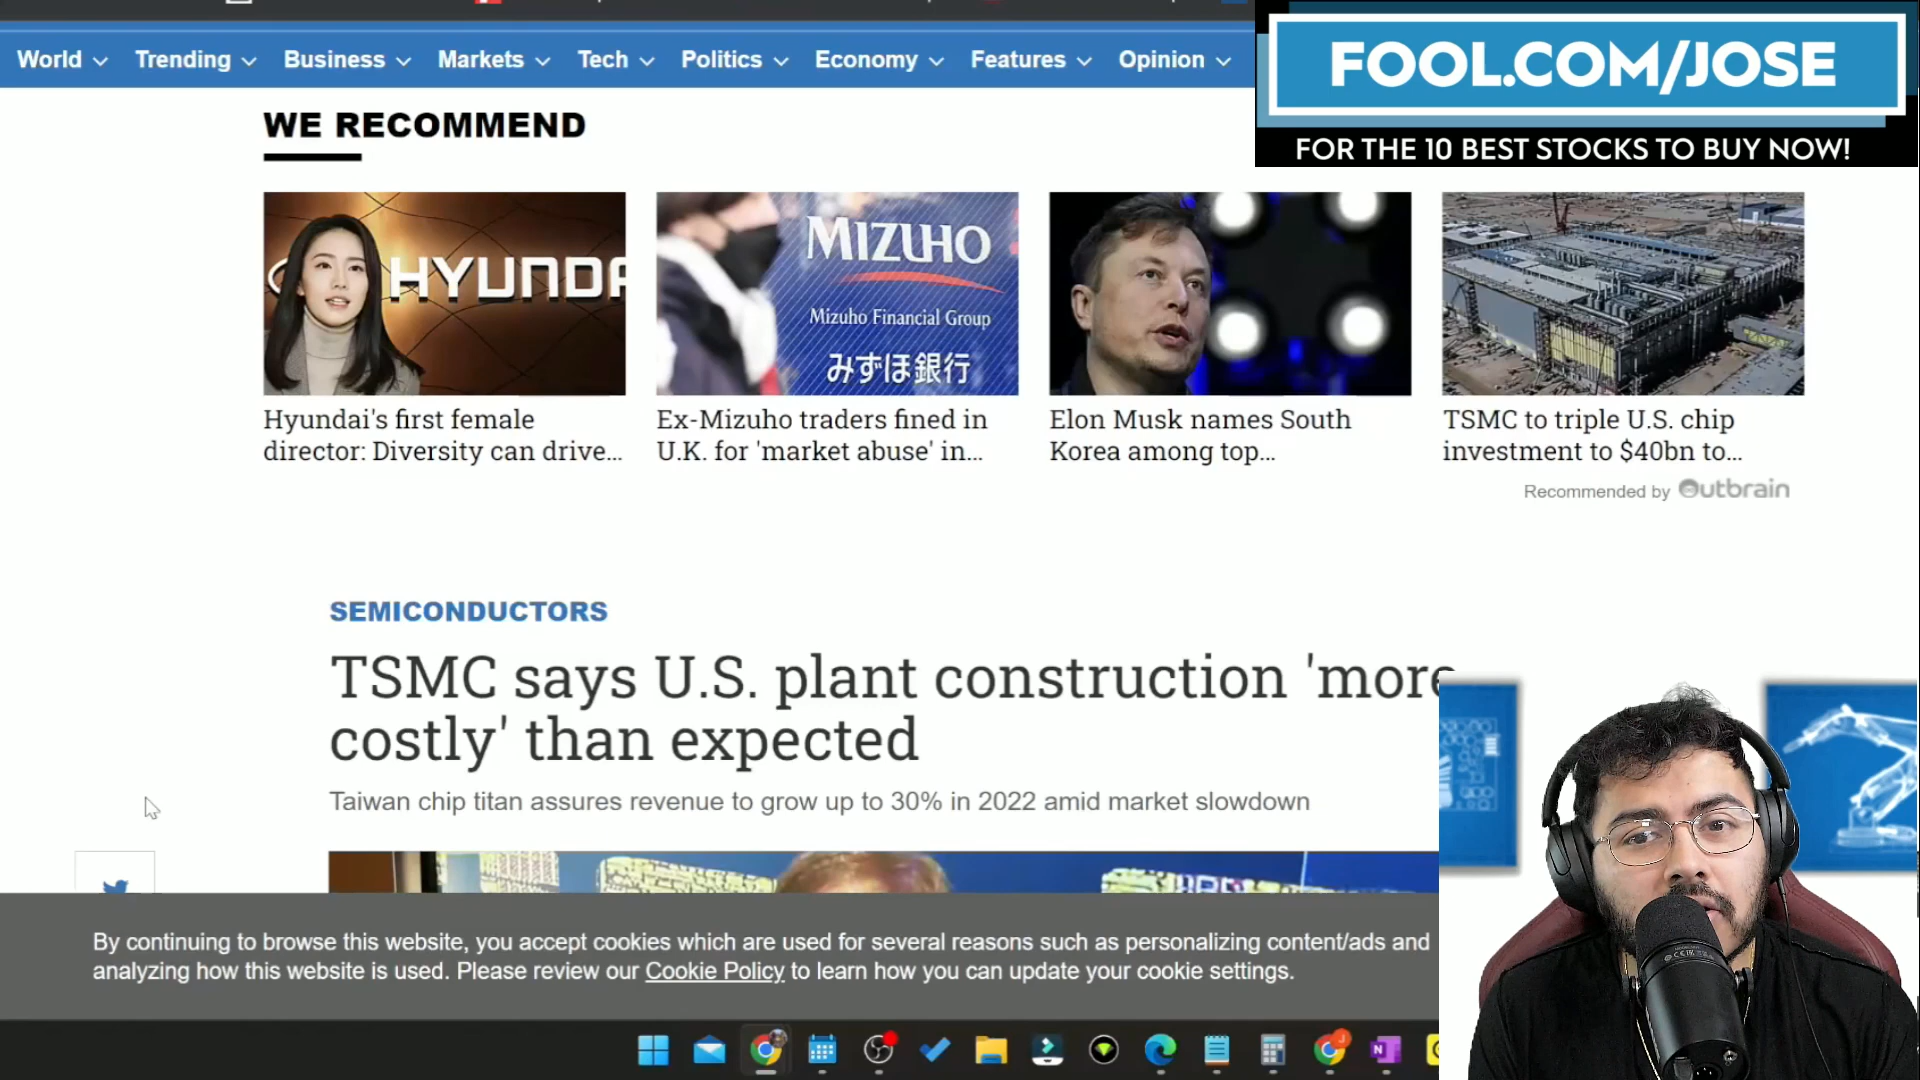 World Trending Business Markets Tech Politics Economy Features Opinion
FOOL.COM/JOSE
FOR THE 10 BEST STOCKS TO BUY NOW!
WE RECOMMEND
HYUNDA
MIZUHO
Mizuho Financial Group
みずほ銀行
Hyundai's first female
director: Diversity can drive...
Ex-Mizuho traders fined in
U.K. for 'market abuse' in...
Elon Musk names South
Korea among top...
TSMC to triple U.S. chip
investment to $40bn to...
Recommended by Outbrain
SEMICONDUCTORS
TSMC says U.S. plant construction 'more
costly' than expected
Taiwan chip titan assures revenue to grow up to 30% in 2022 amid market slowdown
By continuing to browse this website, you accept cookies which are used for several reasons such as personalizing content/ads and
analyzing how this website is used. Please review our Cookie Policy to learn how you can update your cookie settings.